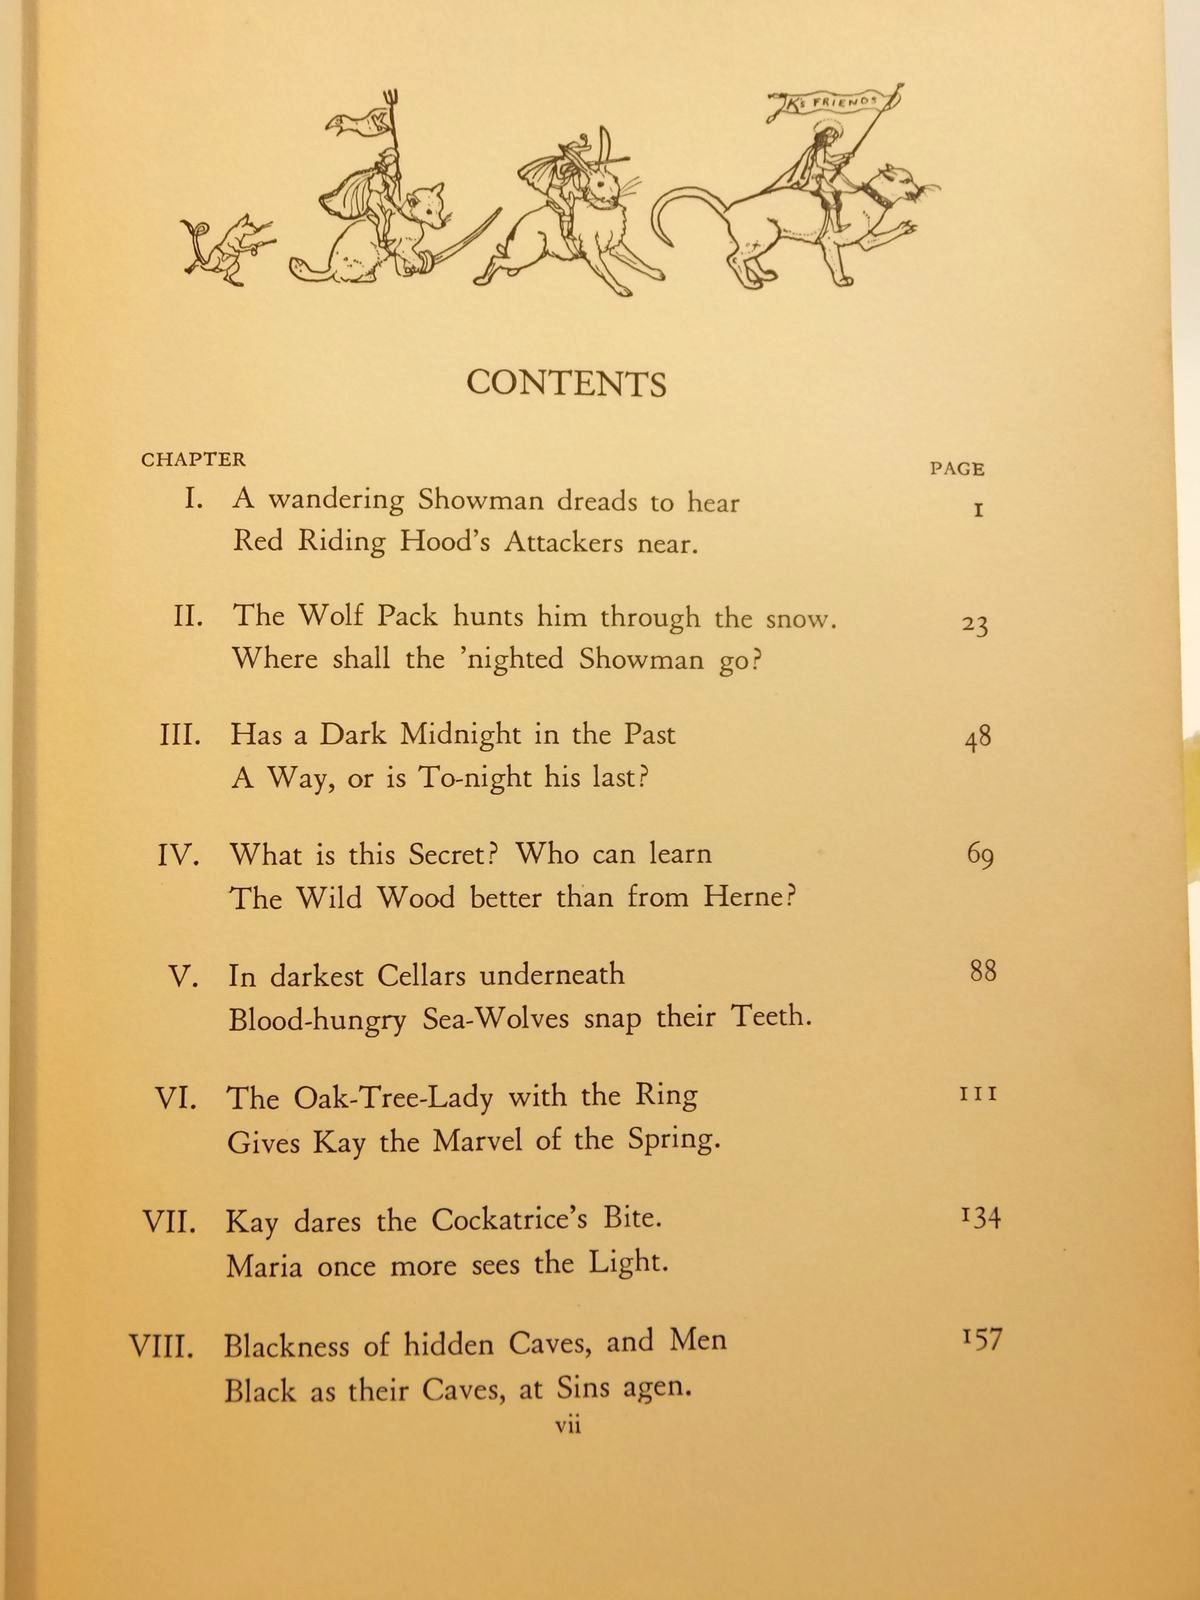 K
K's FRIENDS
CONTENTS
CHAPTER PAGE
I. A wandering Showman dreads to hear 1
Red Riding Hood's Attackers near.
II. The Wolf Pack hunts him through the snow. 23
Where shall the 'nighted Showman go?
III. Has a Dark Midnight in the Past 48
A Way, or is To-night his last?
IV. What is this Secret? Who can learn 69
The Wild Wood better than from Herne?
V. In darkest Cellars underneath 88
Blood-hungry Sea-Wolves snap their Teeth.
VI. The Oak-Tree-Lady with the Ring 111
Gives Kay the Marvel of the Spring.
VII. Kay dares the Cockatrice's Bite. 134
Maria once more sees the Light.
VIII. Blackness of hidden Caves, and Men 157
Black as their Caves, at Sins agen.
vii